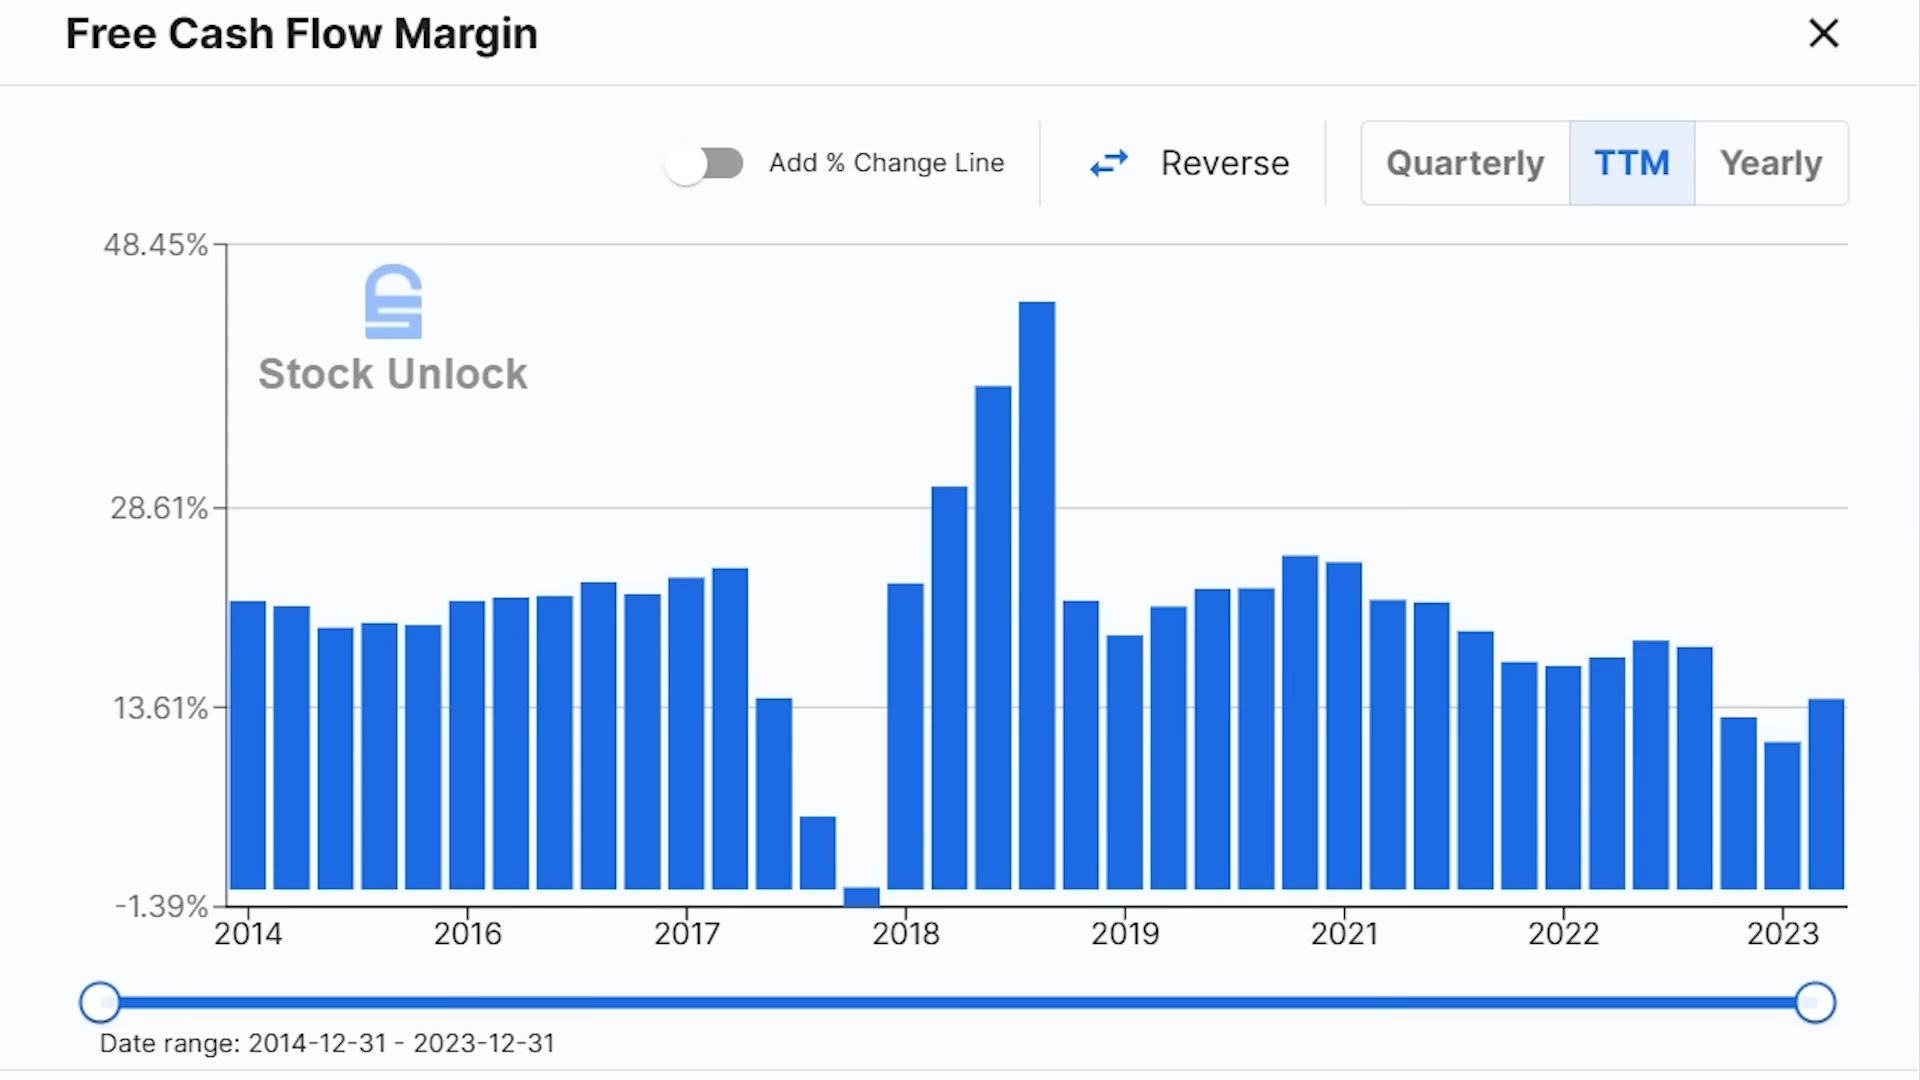 Free Cash Flow Margin
Add % Change Line
Reverse
Quarterly
TTM
Yearly
48.45%
Stock Unlock
28.61%
13.61%
-1.39%
2014
2016
2017
2018
2019
2021
2022
2023
Date range: 2014-12-31 - 2023-12-31